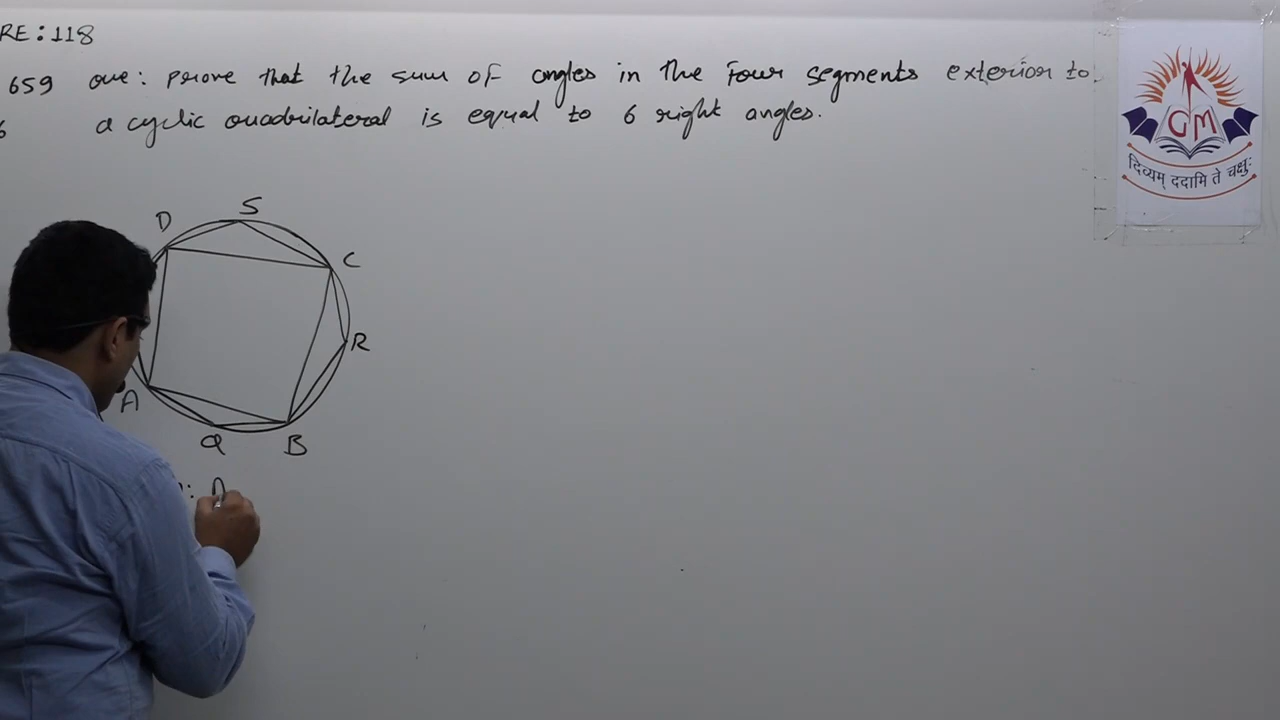 RE:118
659 que: prove that the sum of angles in the four segments exterior to
6 a cyclic quadrilateral is equal to 6 right angles.
GM
दिव्यम् ददामि ते चक्षुः
D S
C
R
A
Q B
: A